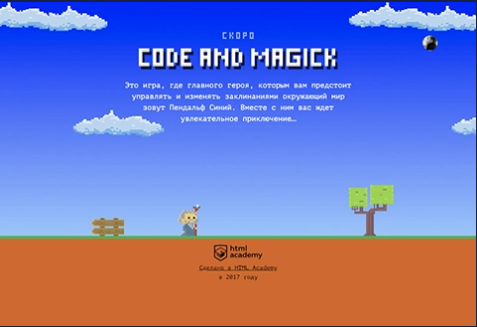 СКОРО
CODE AND MAGICK
Это игра, где главного героя, которым вам предстоит
управлять и изменять заклинаниями окружающий мир
зовут Пендальф Синий. Вместе с ним вас ждет
увлекательное приключение…
html
academy
Сделано в HTML Academy
в 2017 году